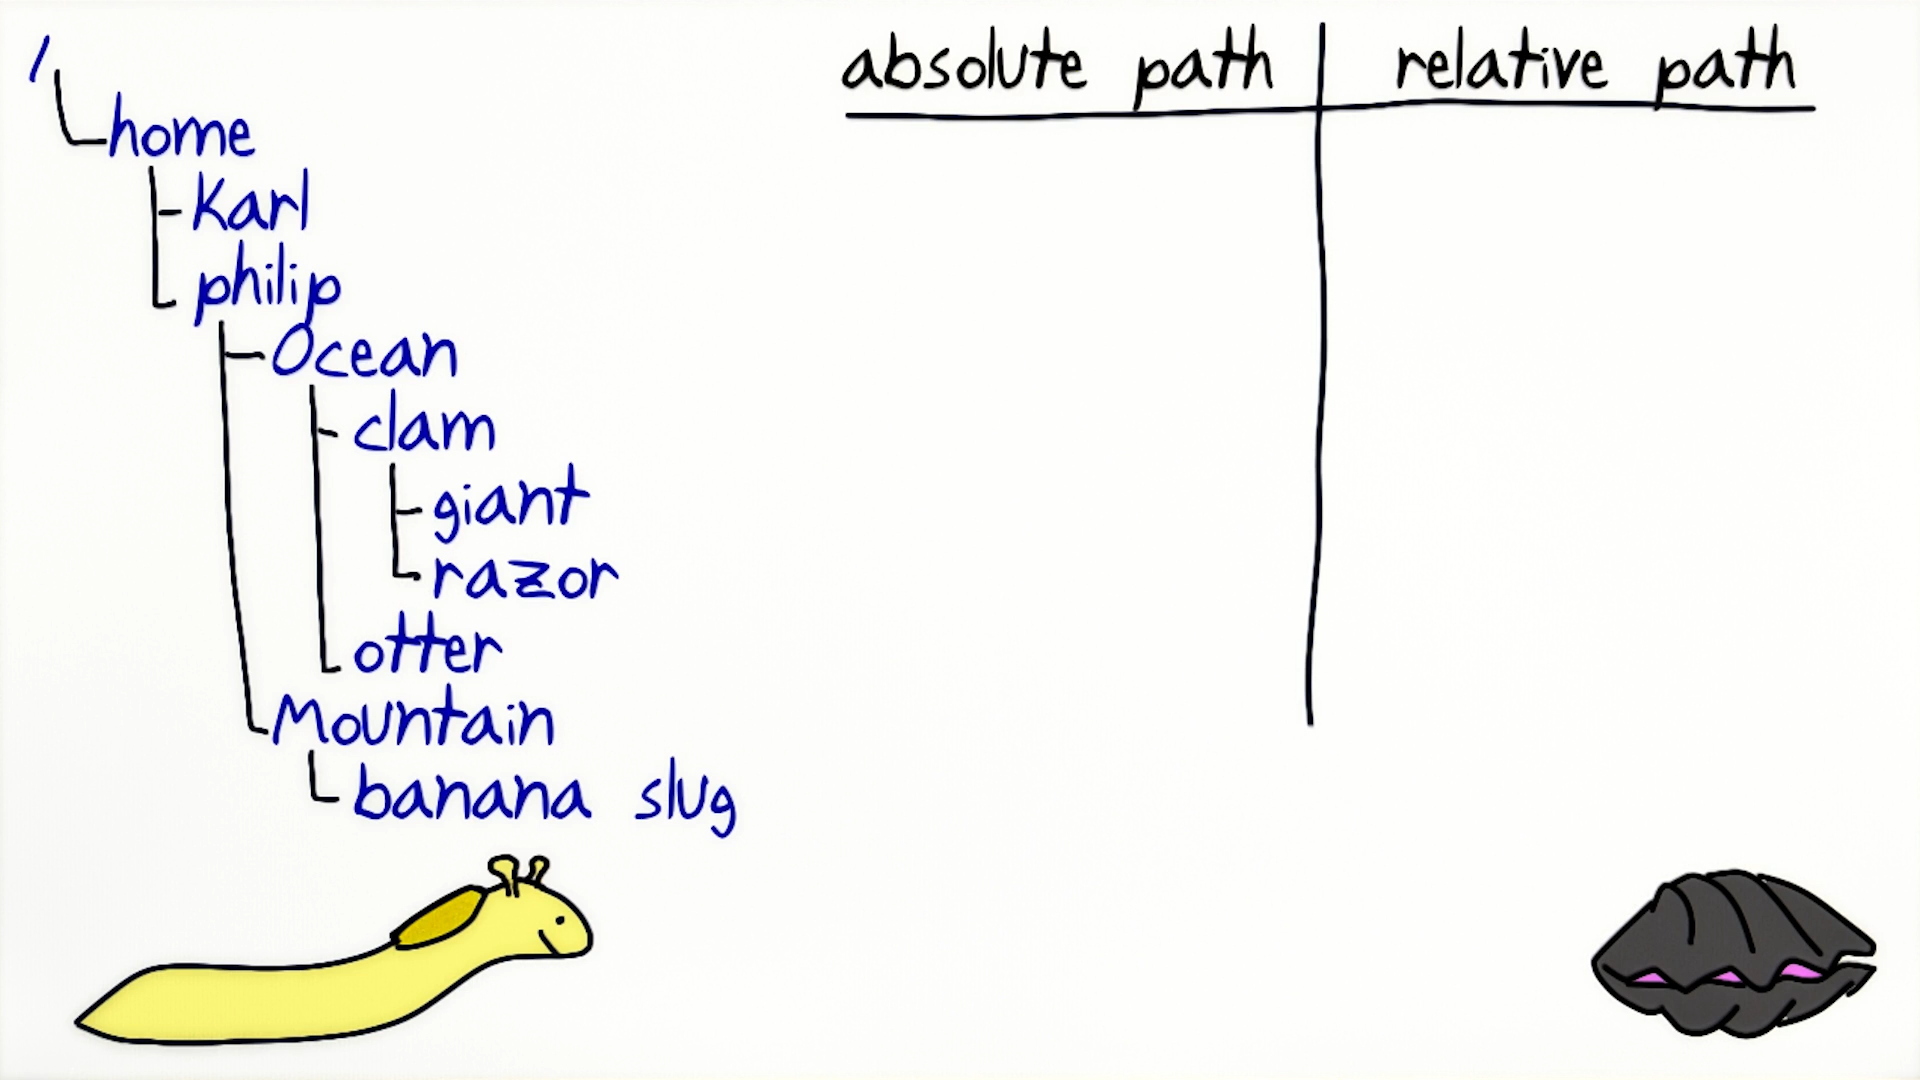 /
home
Karl
philip
Ocean
clam
giant
razor
otter
Mountain
banana slug
absolute path
relative path